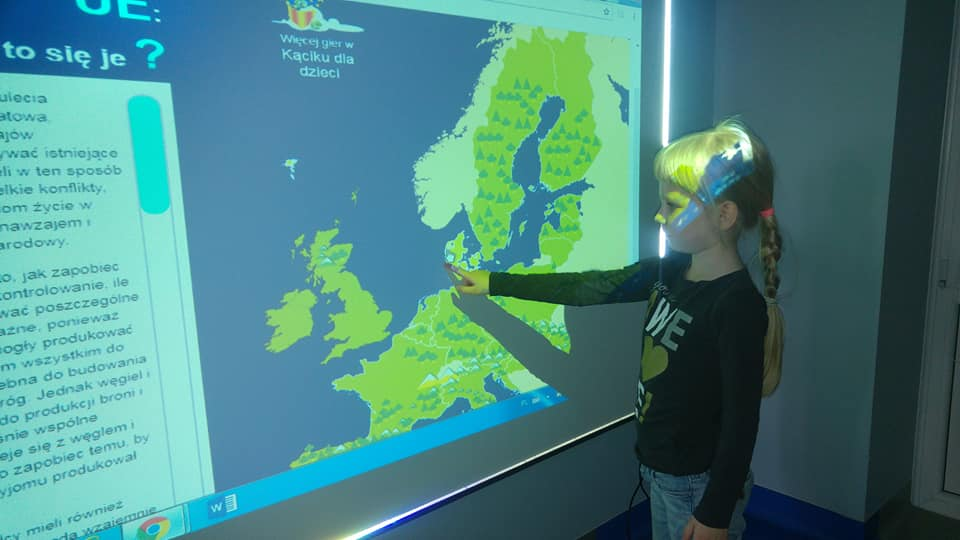 UE:
to się je ?
Więcej gier w
Kąciku dla
dzieci
ulecia
atowa,
ajów
ywać istniejące
eli w ten sposób
elkie konflikty,
iom życie w
nawzajem i
arodowy.
to, jak zapobiec
kontrolowanie, ile
wać poszczególne
ażne, ponieważ
ogły produkować
m wszystkim do
ebna do budowania
róg. Jednak węgiel i
do produkcji broni i
śnie wspólne
eje się z węglem i
o zapobiec temu, by
yjomu produkował
mieli również
wzajemnie
W
WE